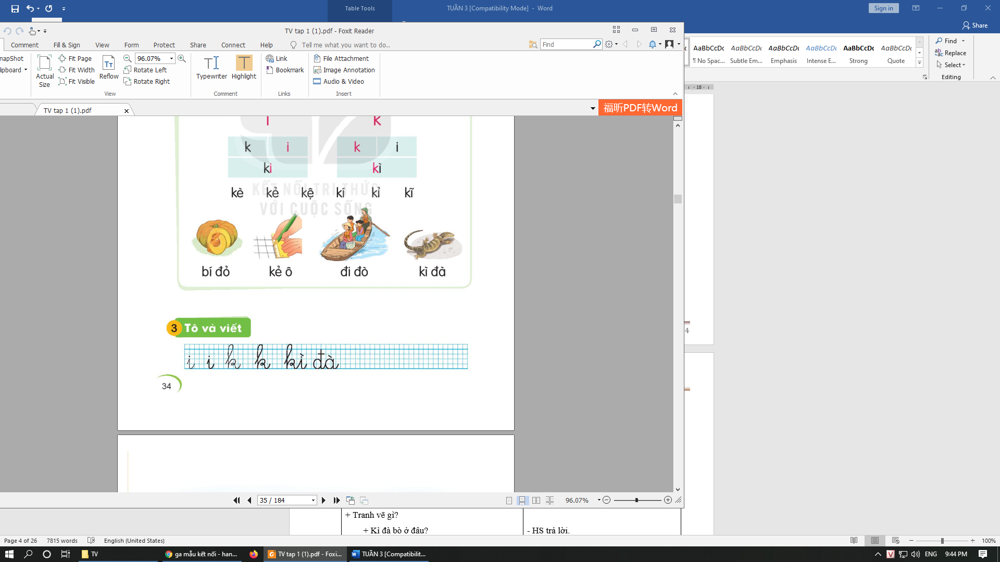 Table Tools
TUẦN 3 [Compatibility Mode] - Word
Sign in
Share
TV tap 1 (1).pdf - Foxit Reader
Comment Fill & Sign View Form Protect Share Connect Help Tell me what you want to do..
Find
napShot
lipboard
Actual Size
Fit Page
Fit Width
Fit Visible
Reflow
96.07%
Rotate Left
Rotate Right
View
Typewriter Highlight
Comment
Link
Bookmark
Links
File Attachment
Image Annotation
Audio & Video
Insert
AaBbCcDc AaBbCcDc AaBbCcDc AaBbCcDc AaBbCcDc AaBbCcDc
¶ No Spac... Subtle Em... Emphasis Intense E... Strong Quote
Find
Replace
Select
Editing
18
TV tap 1 (1).pdf
福昕PDF转Word
i k
k i k i
ki kì
KẾT NỐI TRI THỨC
VỚI CUỘC SỐNG
kè kẻ kệ kí kỉ kĩ
bí đỏ kẻ ô đi đò kì đà
3 Tô và viết
i i k k kì đà
34
4
35 / 184
96.07%
+ Tranh vẽ gì?
+ Kì đà bò ở đâu?
- HS trả lời.
Page 4 of 26 7815 words English (United States)
100%
TV
ga mẫu kết nối - han...
TV tap 1 (1).pdf - Foxi...
TUẦN 3 [Compatibilit...
ENG
9:44 PM